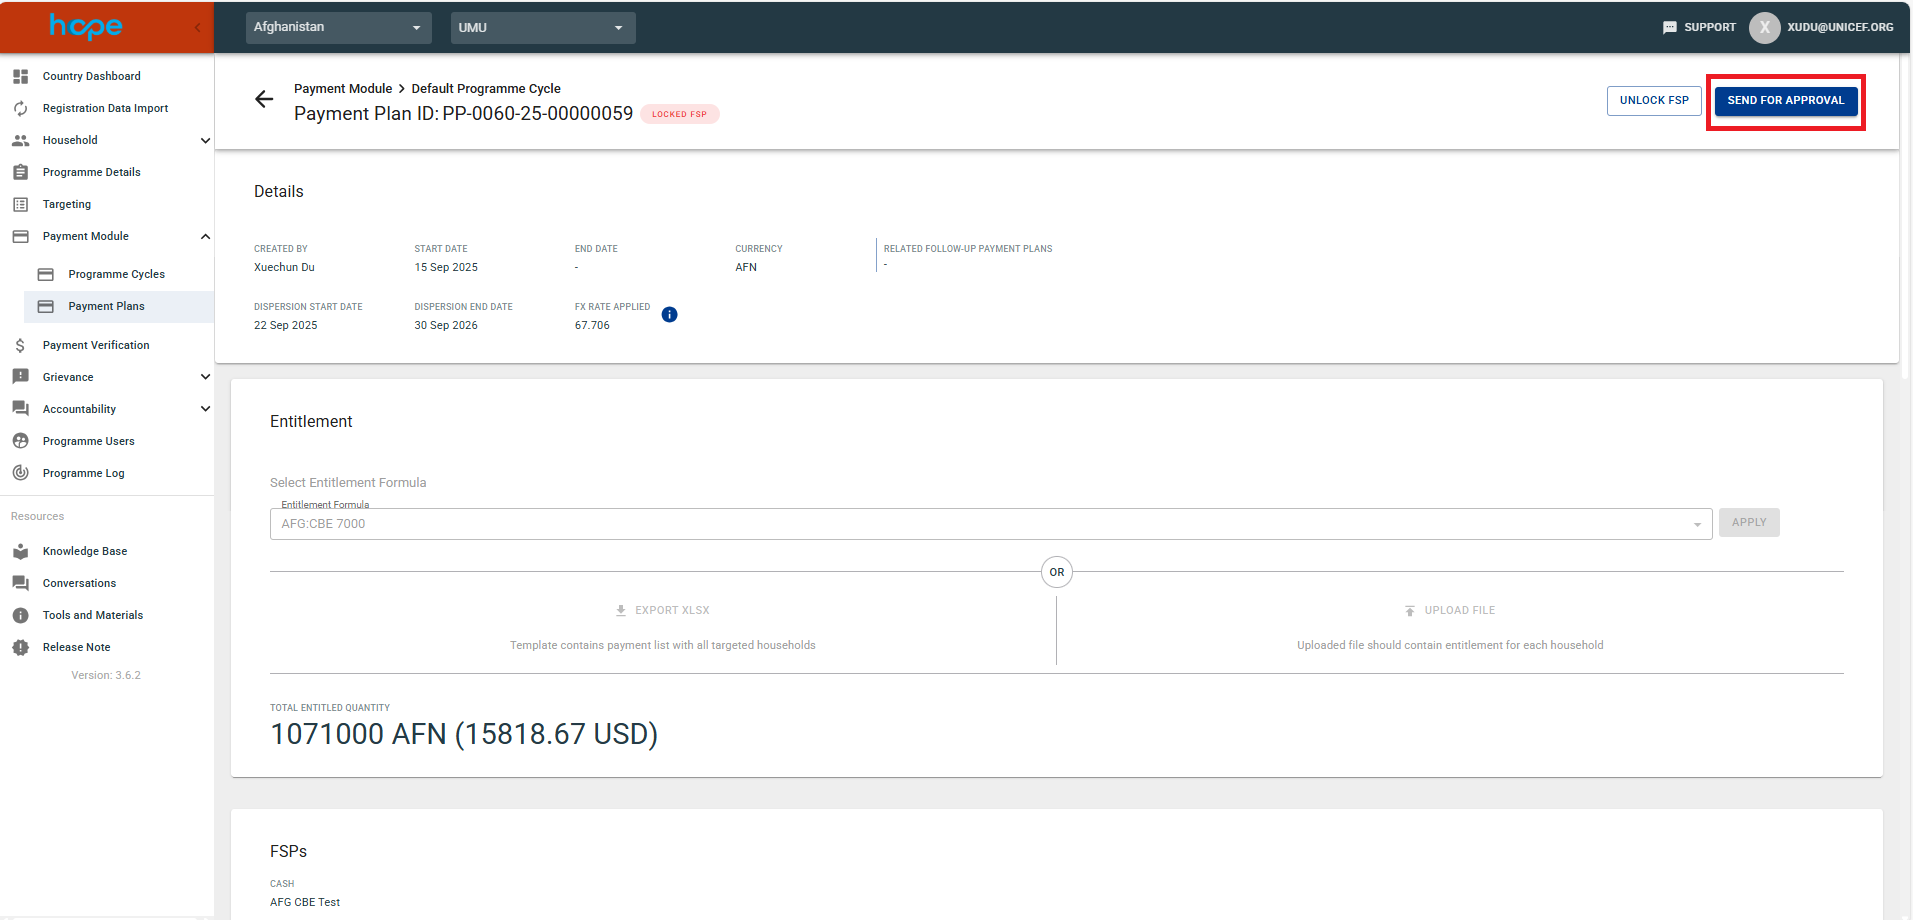 hope
Afghanistan
UMU
SUPPORT
X
XUDU@UNICEF.ORG
Country Dashboard
Registration Data Import
Household
Programme Details
Targeting
Payment Module
Programme Cycles
Payment Plans
Payment Verification
Grievance
Accountability
Programme Users
Programme Log
Resources
Knowledge Base
Conversations
Tools and Materials
Release Note
Version: 3.6.2
Payment Module > Default Programme Cycle
Payment Plan ID: PP-0060-25-00000059 LOCKED FSP
UNLOCK FSP
SEND FOR APPROVAL
Details
CREATED BY
Xuechun Du
START DATE
15 Sep 2025
END DATE
-
CURRENCY
AFN
RELATED FOLLOW-UP PAYMENT PLANS
-
DISPERSION START DATE
22 Sep 2025
DISPERSION END DATE
30 Sep 2026
FX RATE APPLIED
67.706
Entitlement
Select Entitlement Formula
Entitlement Formula
AFG:CBE 7000
APPLY
OR
EXPORT XLSX
Template contains payment list with all targeted households
UPLOAD FILE
Uploaded file should contain entitlement for each household
TOTAL ENTITLED QUANTITY
1071000 AFN (15818.67 USD)
FSPs
CASH
AFG CBE Test